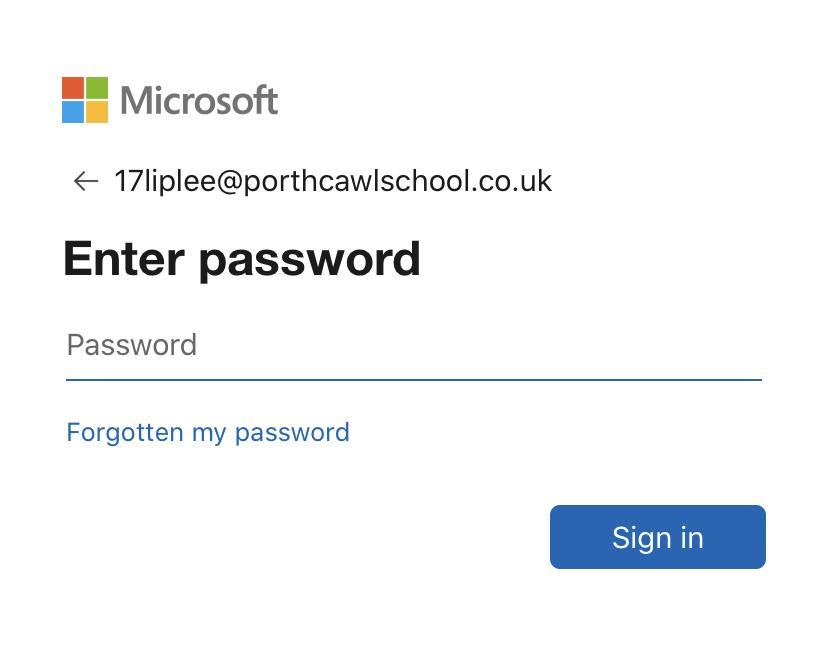 Microsoft
← 17liplee@porthcawlschool.co.uk
Enter password
Password
Forgotten my password
Sign in